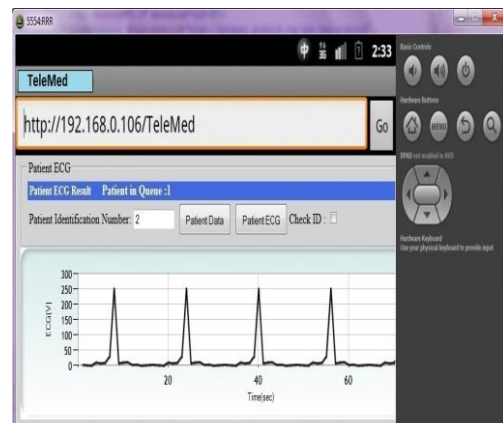 5554:RRR
2:33
TeleMed
http://192.168.0.106/TeleMed
Go
Patient ECG
Patient ECG Result Patient in Queue :1
Patient Identification Number: 2 Patient Data Patient ECG Check ID :
300
250
200
150
100
50
0
ECG[V]
20 40 60
Time(sec)
Basic Controls
Hardware Buttons
MENU
DPAD not enabled in AVD
Hardware Keyboard
Use your physical keyboard to provide input